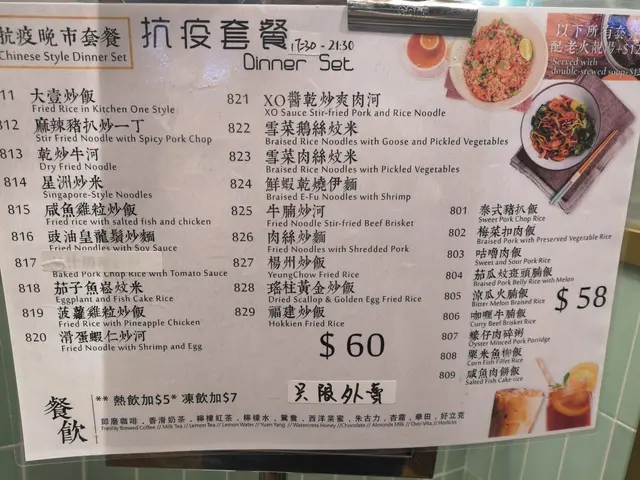 抗疫晚市套餐
Chinese Style Dinner Set
抗疫套餐 17:30 - 21:30
Dinner Set
以下所有套
配老火靚湯+$1
Served with
double-stewed soup+$1
811 大壹炒飯
Fried Rice in Kitchen One Style
812 麻辣豬扒炒一丁
Stir Fried Noodle with Spicy Pork Chop
813 乾炒牛河
Dry Fried Noodle
814 星洲炒米
Singapore-Style Noodles
815 咸魚雞粒炒飯
Fried rice with salted fish and chicken
816 豉油皇龍鬚炒麵
Fried Noodles with Soy Sauce
817
Baked Pork Chop Rice with Tomato Sauce
818 茄子魚崧炆米
Eggplant and Fish Cake Rice
819 菠蘿雞粒炒飯
Fried Rice with Pineapple Chicken
820 滑蛋蝦仁炒河
Fried Noodle with Shrimp and Egg
821 XO醬乾炒爽肉河
XO Sauce Stir-fried Pork and Rice Noodle
822 雪菜鵝絲炆米
Braised Rice Noodles with Goose and Pickled Vegetables
823 雪菜肉絲炆米
Braised Rice Noodles with Pickled Vegetables
824 鮮蝦乾燒伊麵
Braised E-Fu Noodles with Shrimp
825 牛腩炒河
Fried Noodle Stir-fried Beef Brisket
826 肉絲炒麵
Fried Noodles with Shredded Pork
827 楊州炒飯
YeungChow Fried Rice
828 瑤柱黃金炒飯
Dried Scallop & Golden Egg Fried Rice
829 福建炒飯
Hokkien Fried Rice
$ 60
801 泰式豬扒飯
Sweet Pork Chop Rice
802 梅菜扣肉飯
Braised Pork with Preserved Vegetable Rice
803 咕嚕肉飯
Sweet and Sour Pork Rice
804 茄瓜炆斑頭腩飯
Braised Pork Belly Rice with Melon
805 涼瓜火腩飯
Bitter Melon Braised Rice
806 咖喱牛腩飯
Curry Beef Brisket Rice
807 蠔仔肉碎粥
Oyster Minced Pork Porridge
808 粟米魚柳飯
Corn Fish Filles Rice
809 咸魚肉餅飯
Salted Fish Cake rice
$ 58
只限外賣
餐飲
** 熱飲加$5* 凍飲加$7
即磨咖啡，香滑奶茶，檸檬紅茶，檸檬水，鴛鴦，西洋菜蜜，朱古力，杏霜，華田，好立克
Freshly Brewed Coffee // Milk Tea // Lemon Tea // Lemon Water // Yuen Yang // Watercress Honey //Chocolate // Almonds Milk // Over-Vita // Horlicks